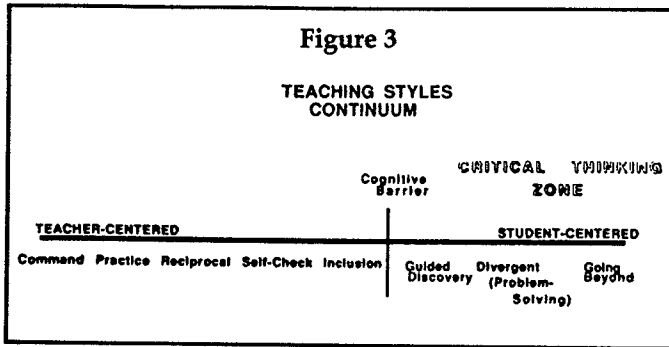 Figure 3
TEACHING STYLES
CONTINUUM
CRITICAL THINKING
ZONE
Cognitive
Barrier
TEACHER-CENTERED STUDENT-CENTERED
Command Practice Reciprocal Self-Check Inclusion Guided Divergent Going
Discovery (Problem- Beyond
Solving)